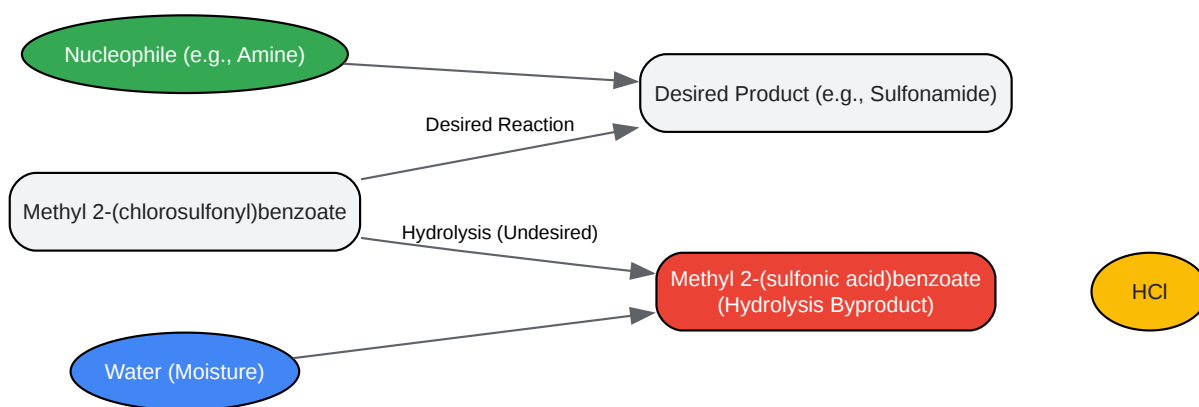 Nucleophile (e.g., Amine)
Desired Product (e.g., Sulfonamide)
Desired Reaction
Methyl 2-(chlorosulfonyl)benzoate
Hydrolysis (Undesired)
Methyl 2-(sulfonic acid)benzoate
(Hydrolysis Byproduct)
HCl
Water (Moisture)